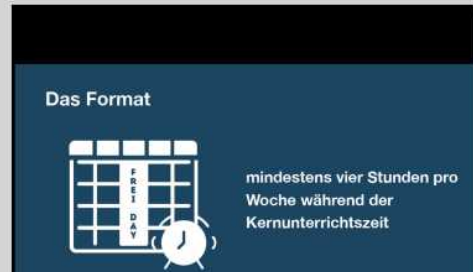 Das Format
FREI DAY
mindestens vier Stunden pro
Woche während der
Kernunterrichtszeit